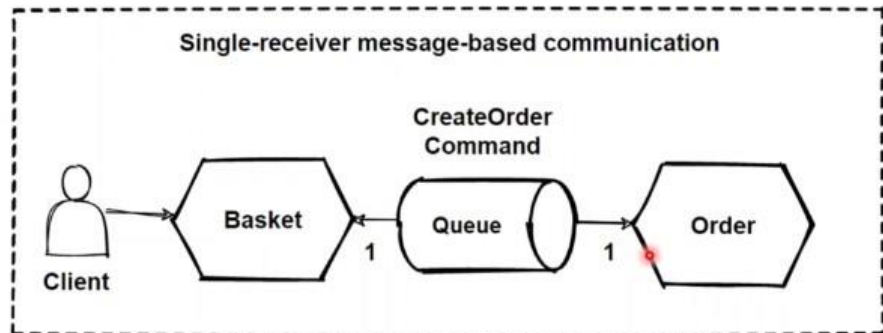 Single-receiver message-based communication
CreateOrder
Command
Basket
Queue
Order
1
1
Client